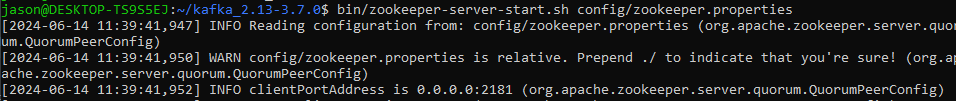 jason@DESKTOP-TS9S5EJ:~/kafka_2.13-3.7.0$ bin/zookeeper-server-start.sh config/zookeeper.properties
[2024-06-14 11:39:41,947] INFO Reading configuration from: config/zookeeper.properties (org.apache.zookeeper.server.quor
um.QuorumPeerConfig)
[2024-06-14 11:39:41,950] WARN config/zookeeper.properties is relative. Prepend ./ to indicate that you're sure! (org.ap
ache.zookeeper.server.quorum.QuorumPeerConfig)
[2024-06-14 11:39:41,952] INFO clientPortAddress is 0.0.0.0:2181 (org.apache.zookeeper.server.quorum.QuorumPeerConfig)